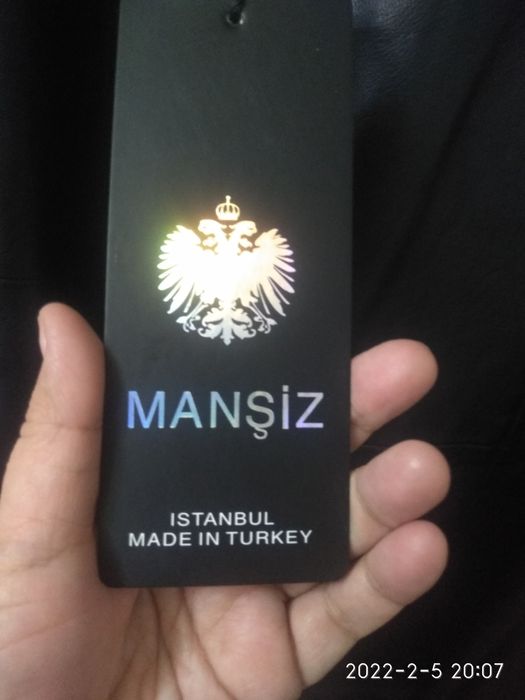 MANŞİZ
ISTANBUL
MADE IN TURKEY
2022-2-5 20:07